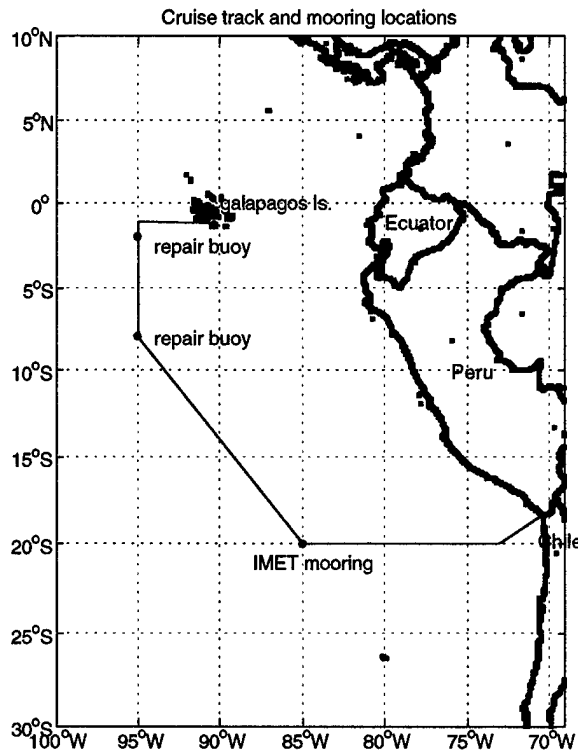 Cruise track and mooring locations
10°N
5°N
0°
5°S
10°S
15°S
20°S
25°S
30°S
galapagos Is.
repair buoy
repair buoy
Ecuador
Peru
IMET mooring
Chile
100°W 95°W 90°W 85°W 80°W 75°W 70°W